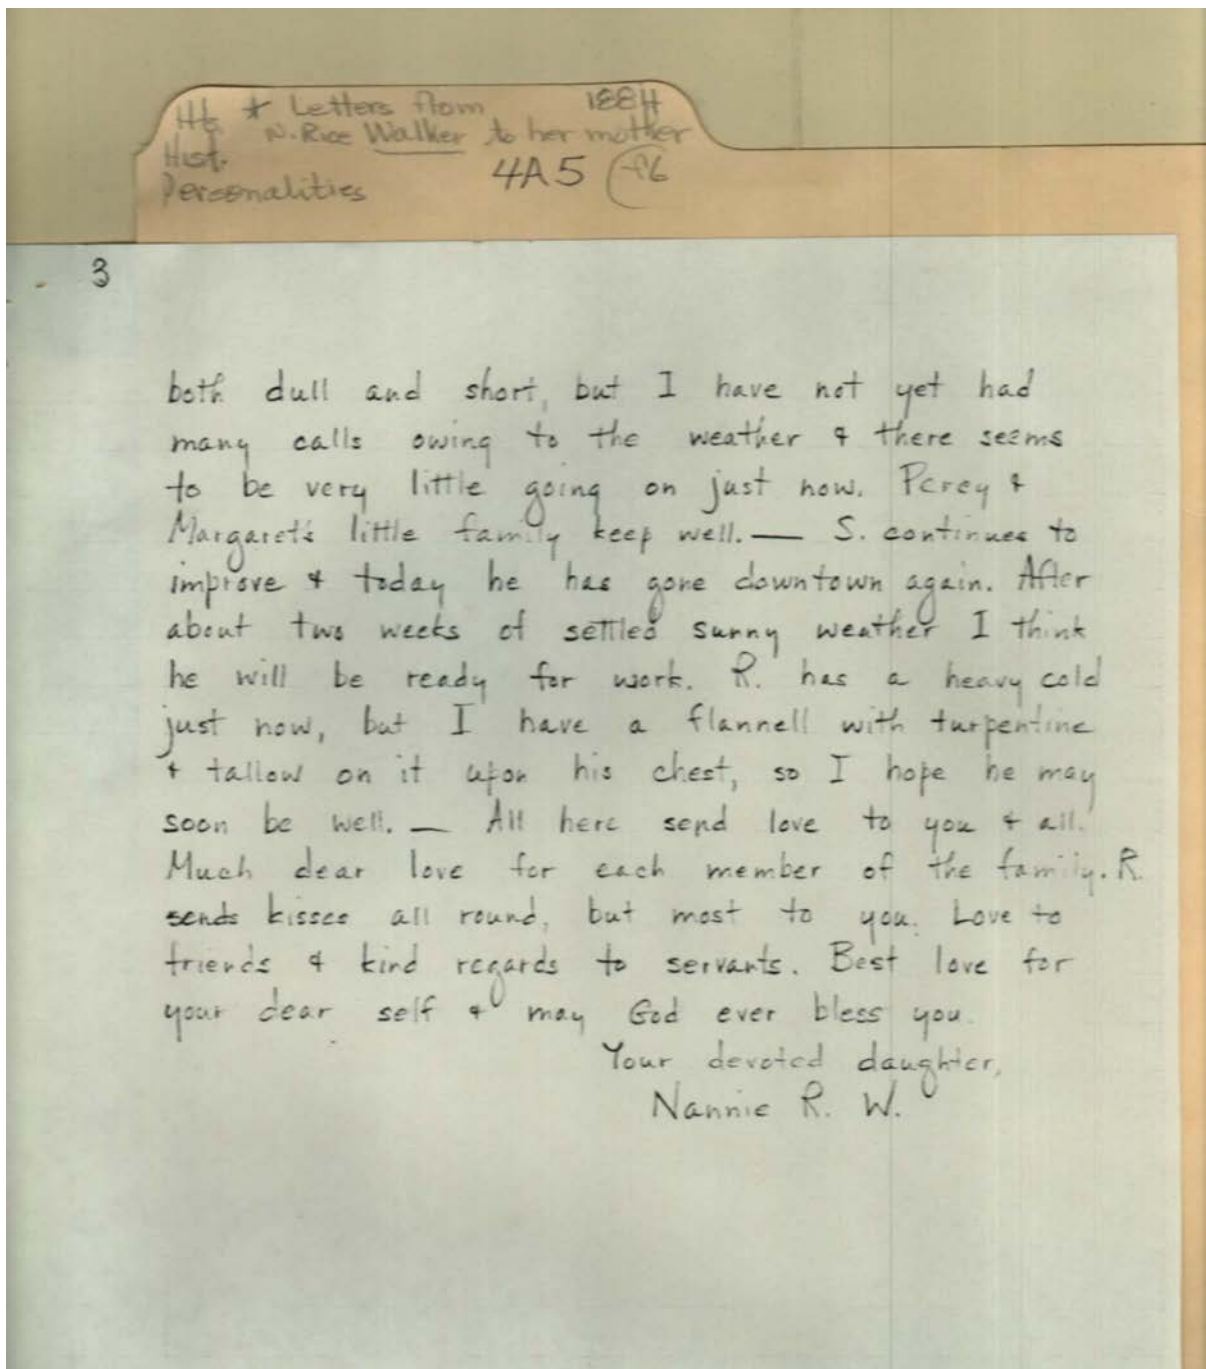 Hb. * Letters from 1884
N. Rice Walker to her mother
Hist.
Personalities 4A5 f6
3
both dull and short, but I have not yet had
many calls owing to the weather & there seems
to be very little going on just now. Percy &
Margaret's little family keep well. — S. continues to
improve & today he has gone downtown again. After
about two weeks of settled sunny weather I think
he will be ready for work. R. has a heavy cold
just now, but I have a flannell with turpentine
& tallow on it upon his chest, so I hope he may
soon be well. — All here send love to you & all.
Much dear love for each member of the family. R.
sends kisses all round, but most to you. Love to
friends & kind regards to servants. Best love for
your dear self & may God ever bless you.
Your devoted daughter,
Nannie R. W.